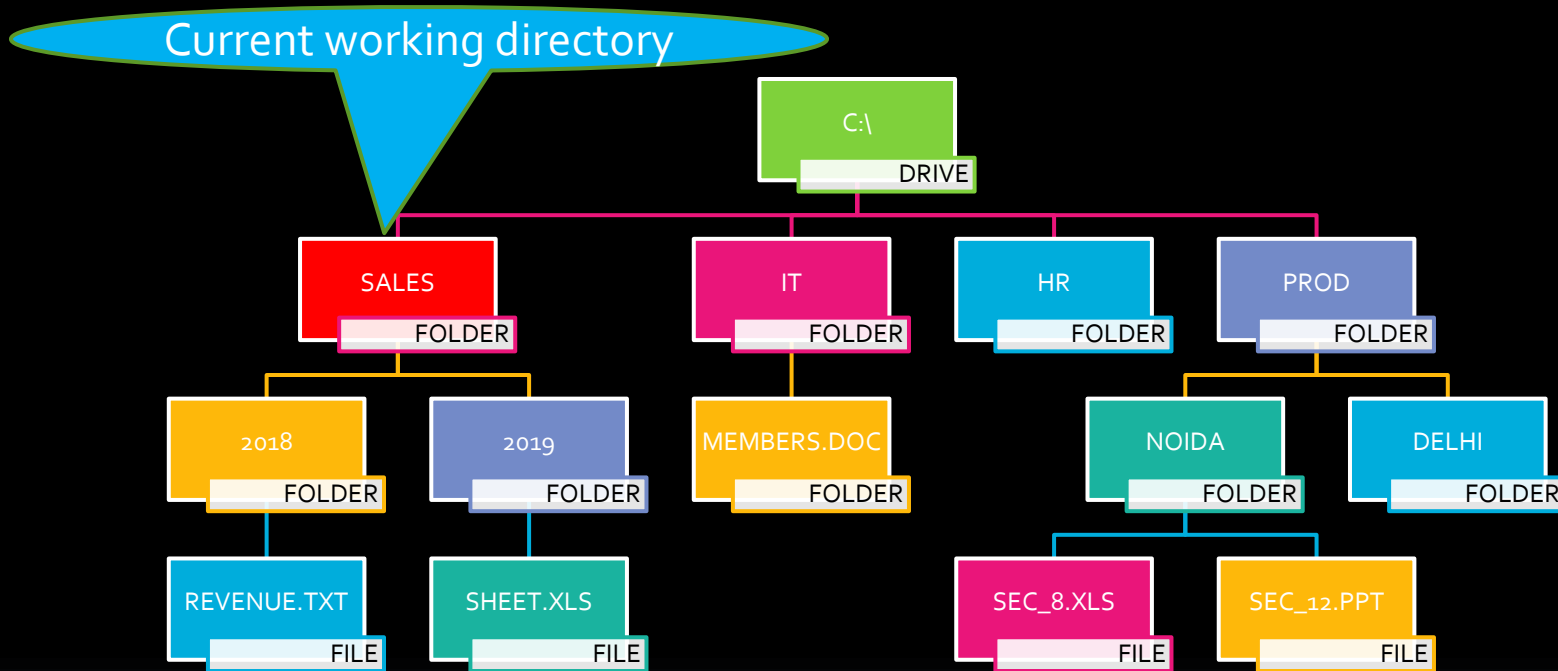 Current working directory
C:\
DRIVE
SALES
FOLDER
IT
FOLDER
HR
FOLDER
PROD
FOLDER
2018
FOLDER
2019
FOLDER
MEMBERS.DOC
FOLDER
NOIDA
FOLDER
DELHI
FOLDER
REVENUE.TXT
FILE
SHEET.XLS
FILE
SEC_8.XLS
FILE
SEC_12.PPT
FILE